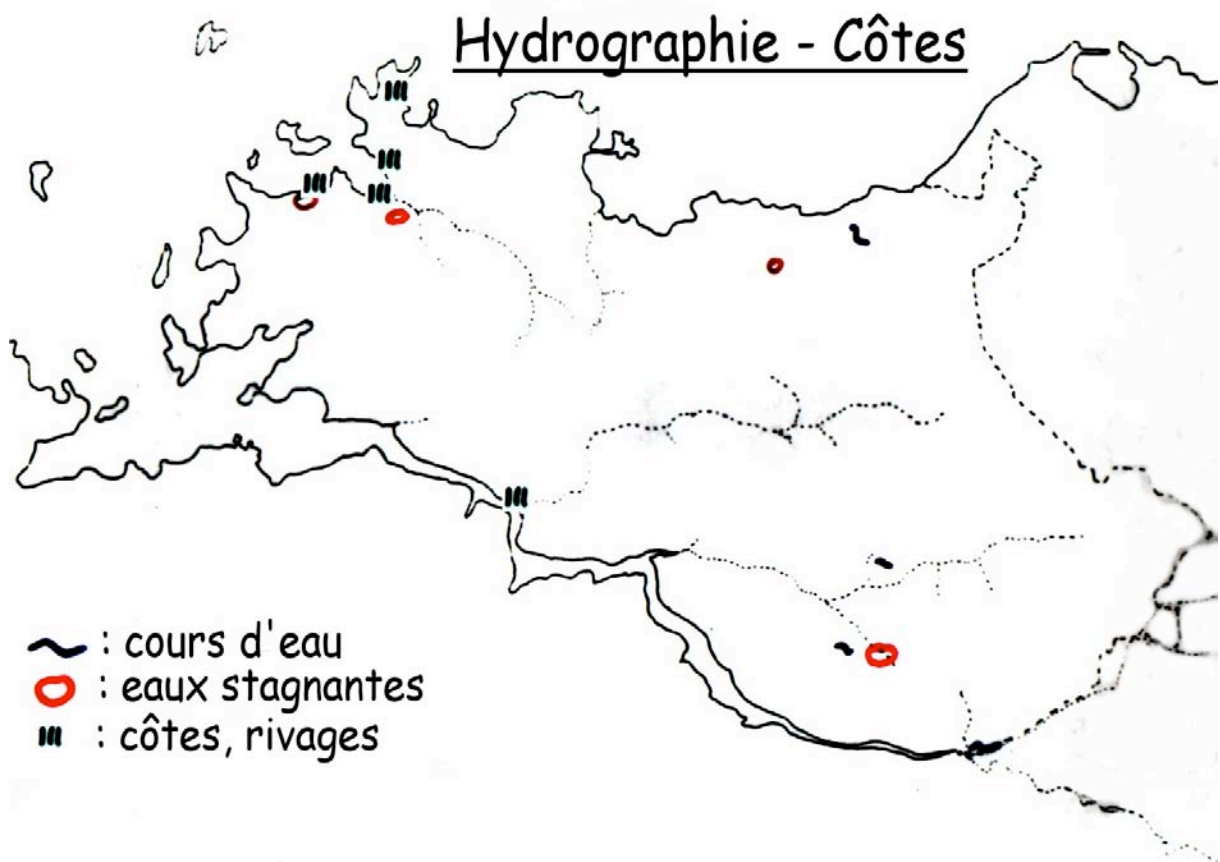 Hydrographie - Côtes
: cours d'eau
: eaux stagnantes
: côtes, rivages